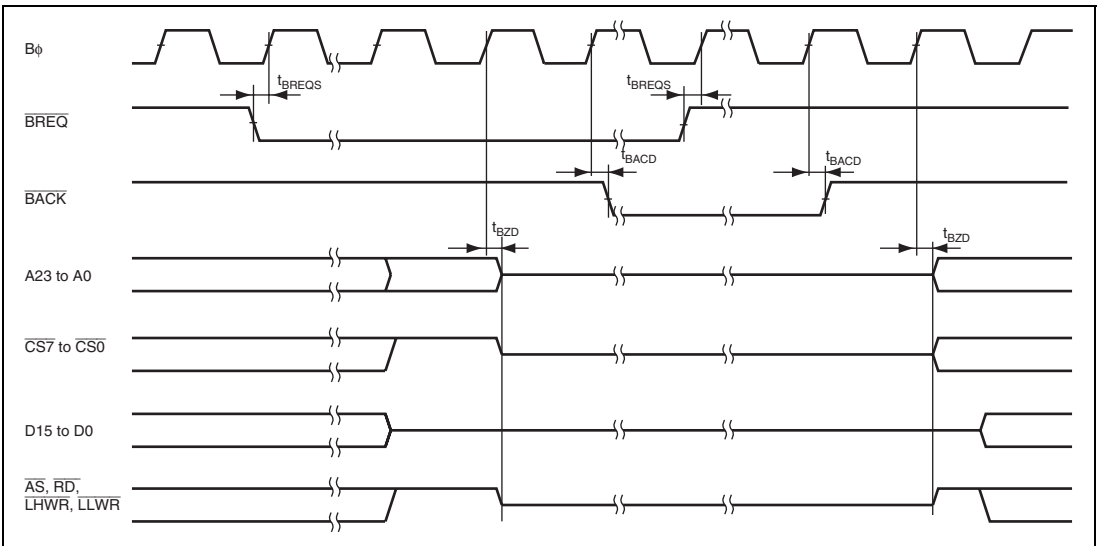 Bφ
tBREQS
tBREQS
BREQ
tBACD
tBACD
BACK
tBZD
tBZD
A23 to A0
CS7 to CS0
D15 to D0
AS, RD,
LHWR, LLWR